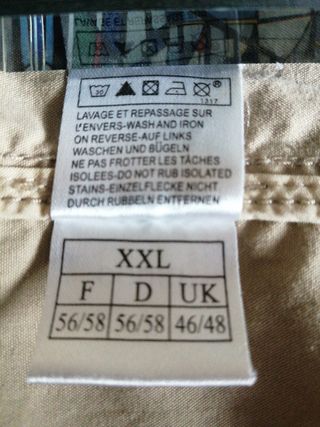 30
®
1317
LAVAGE ET REPASSAGE SUR
L'ENVERS-WASH AND IRON
ON REVERSE-AUF LINKS
WASCHEN UND BÜGELN
NE PAS FROTTER LES TÂCHES
ISOLEES-DO NOT RUB ISOLATED
STAINS-EINZELFLECKE NICHT
DURCH RUBBELN ENTFERNEN
XXL
F D UK
56/58 56/58 46/48